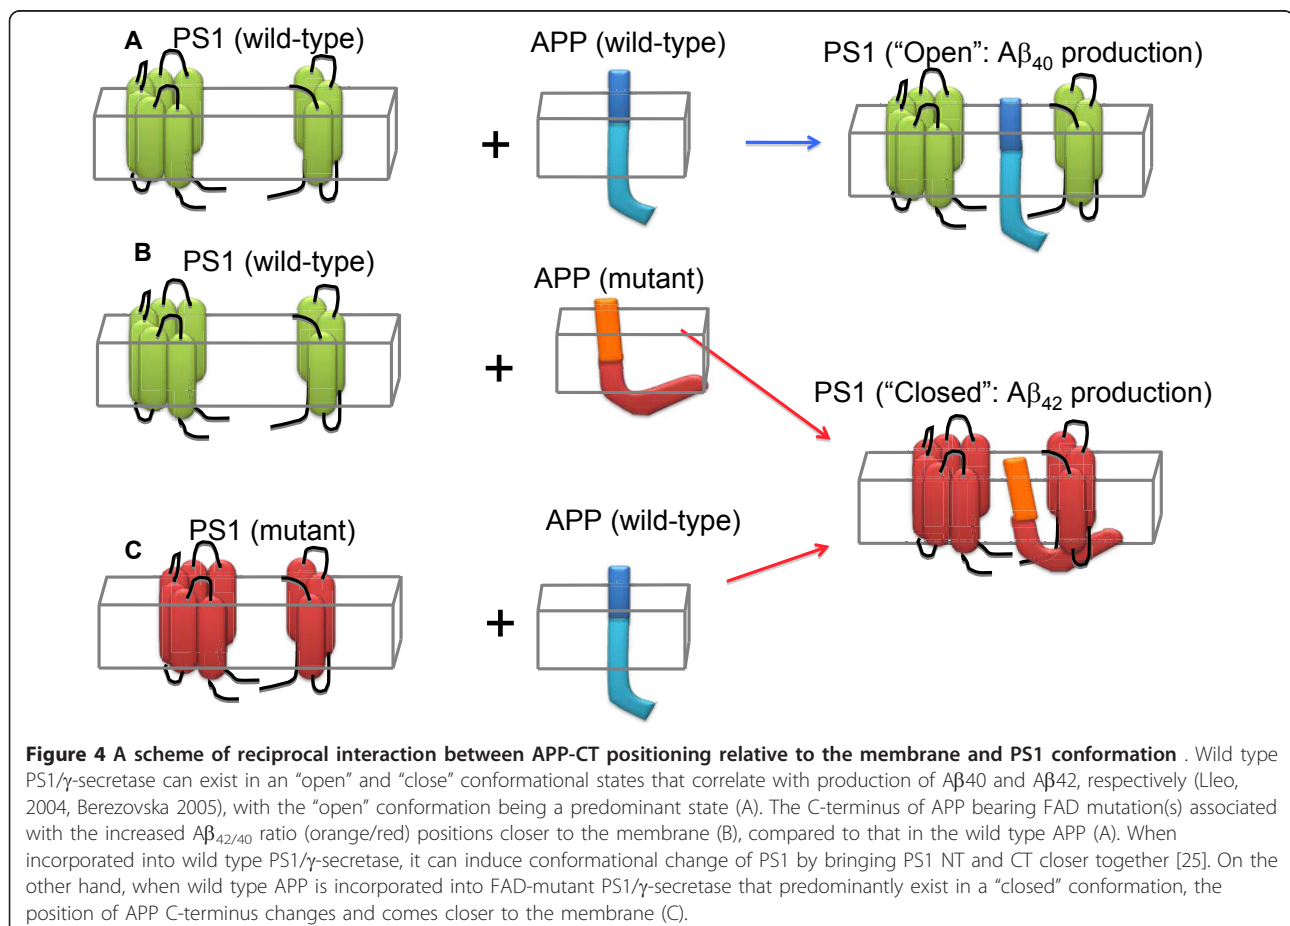 A PS1 (wild-type)
+
APP (wild-type)
PS1 (“Open”: Aβ40 production)
B PS1 (wild-type)
+
APP (mutant)
PS1 (“Closed”: Aβ42 production)
C PS1 (mutant)
+
APP (wild-type)
Figure 4 A scheme of reciprocal interaction between APP-CT positioning relative to the membrane and PS1 conformation . Wild type
PS1/γ-secretase can exist in an “open” and “close” conformational states that correlate with production of Aβ40 and Aβ42, respectively (Lleo,
2004, Berezovska 2005), with the “open” conformation being a predominant state (A). The C-terminus of APP bearing FAD mutation(s) associated
with the increased Aβ42/40 ratio (orange/red) positions closer to the membrane (B), compared to that in the wild type APP (A). When
incorporated into wild type PS1/γ-secretase, it can induce conformational change of PS1 by bringing PS1 NT and CT closer together [25]. On the
other hand, when wild type APP is incorporated into FAD-mutant PS1/γ-secretase that predominantly exist in a “closed” conformation, the
position of APP C-terminus changes and comes closer to the membrane (C).